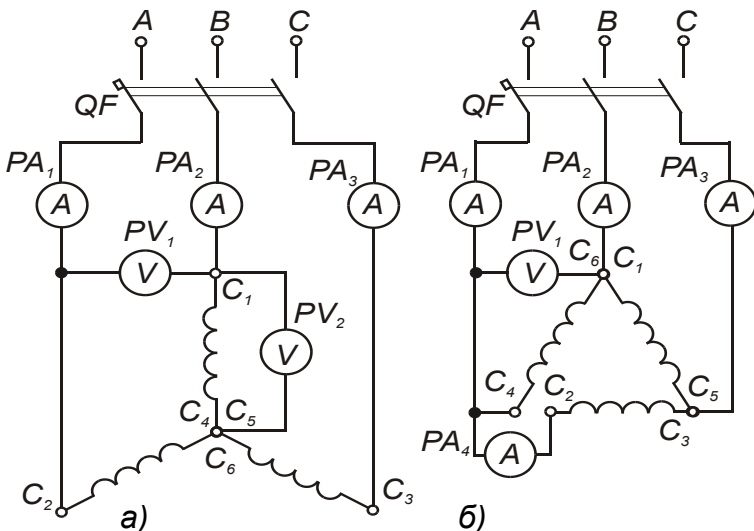 A B C
QF
PA₁ PA₂ PA₃
A A A
PV₁
V
C₁
PV₂
V
C₄ C₅
C₆
C₂ C₃
а)
A B C
QF
PA₁ PA₂ PA₃
A A A
PV₁
V
C₆ C₁
C₄ C₂ C₅
C₃
PA₄
A
б)